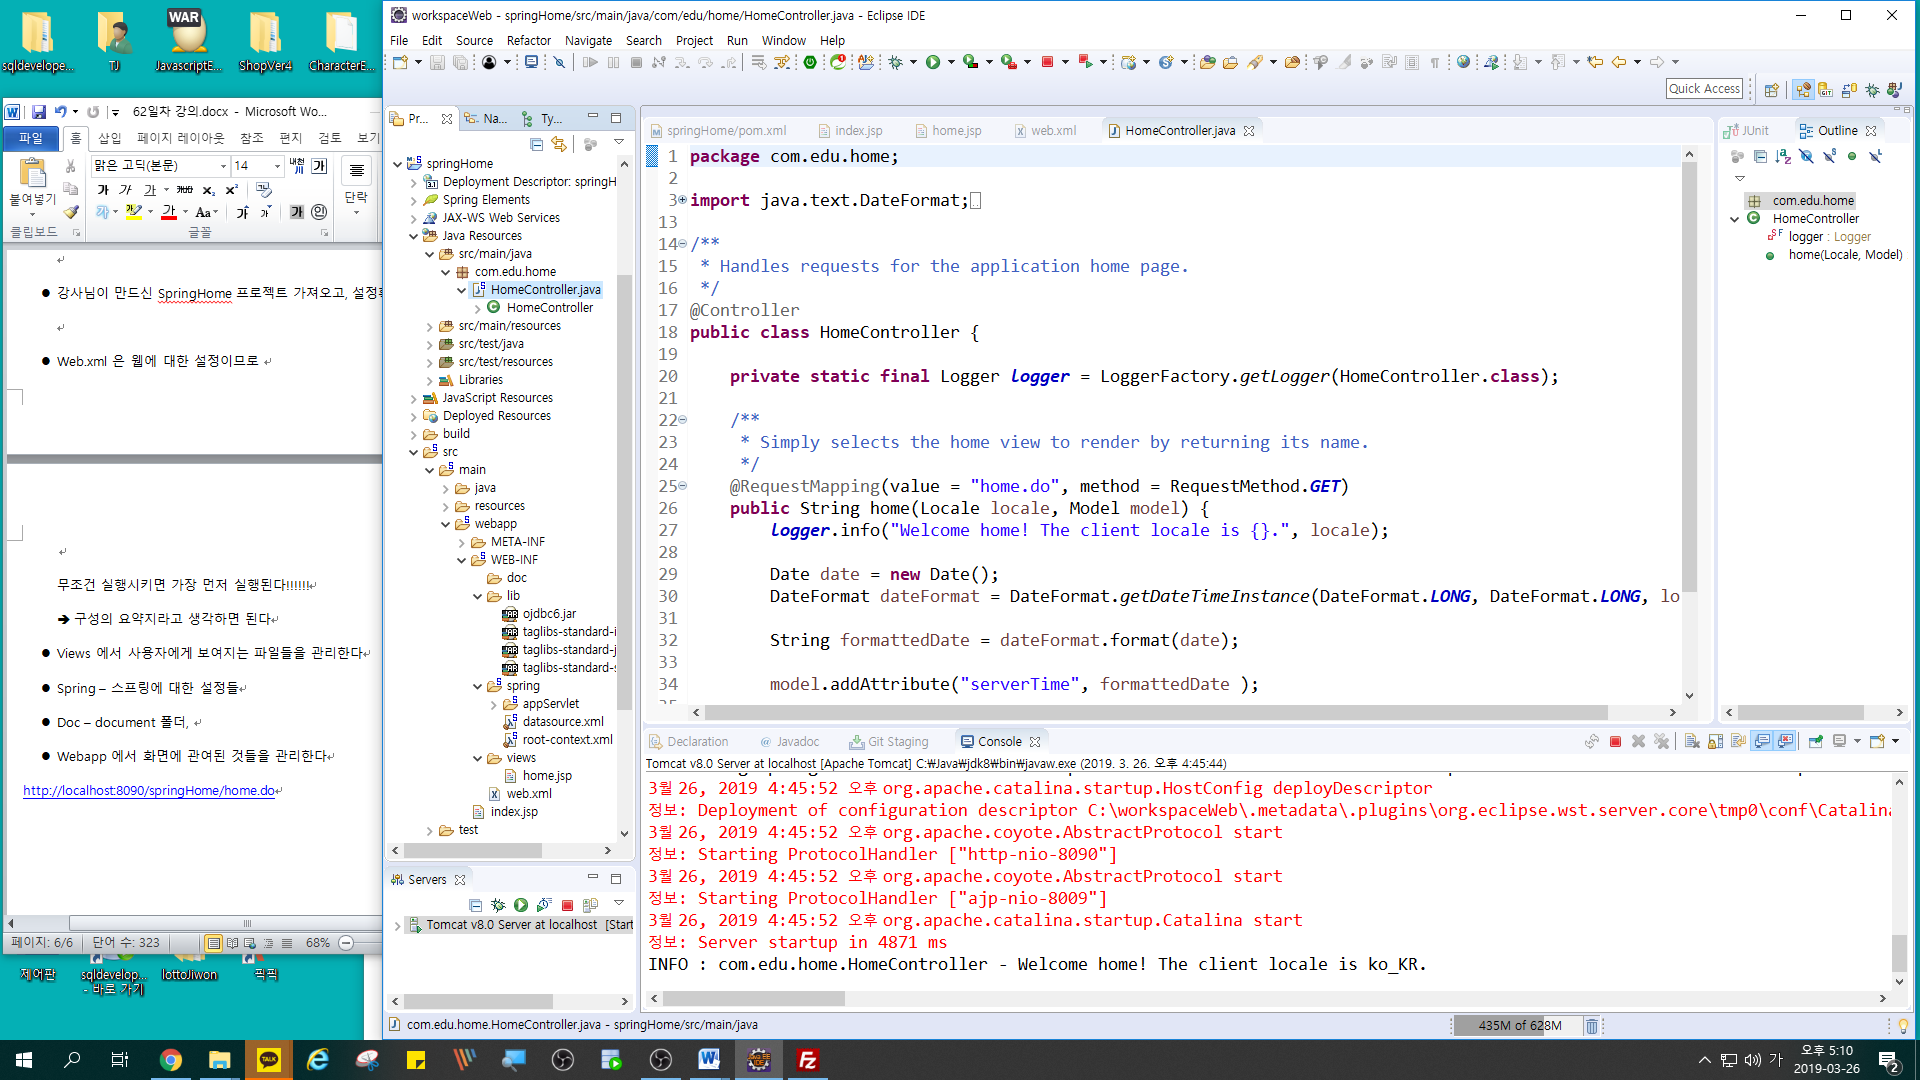 sqldevelope...
TJ
JavascriptE...
ShopVer4
CharacterE...
62일차 강의.docx - Microsoft Wo...
파일
홈
삽입
페이지 레이아웃
참조
편지
검토
보기
붙여넣기
맑은 고딕(본문)
14
단락
클립보드
글꼴
강사님이 만드신 SpringHome 프로젝트 가져오고, 설정
Web.xml 은 웹에 대한 설정이므로
무조건 실행시키면 가장 먼저 실행된다!!!!!!
➔ 구성의 요약지라고 생각하면 된다
Views 에서 사용자에게 보여지는 파일들을 관리한다
Spring – 스프링에 대한 설정들
Doc – document 폴더,
Webapp 에서 화면에 관여된 것들을 관리한다
http://localhost:8090/springHome/home.do
페이지: 6/6
단어 수: 323
68%
제어판
sqldevelop... - 바로 가기
lottoJiwon
픽픽
workspaceWeb - springHome/src/main/java/com/edu/home/HomeController.java - Eclipse IDE
File Edit Source Refactor Navigate Search Project Run Window Help
Quick Access
Pr...
Na...
Ty...
springHome
Deployment Descriptor: springH
Spring Elements
JAX-WS Web Services
Java Resources
src/main/java
com.edu.home
HomeController.java
HomeController
src/main/resources
src/test/java
src/test/resources
Libraries
JavaScript Resources
Deployed Resources
build
src
main
java
resources
webapp
META-INF
WEB-INF
doc
lib
ojdbc6.jar
taglibs-standard-i
taglibs-standard-j
taglibs-standard-s
spring
appServlet
datasource.xml
root-context.xml
views
home.jsp
web.xml
index.jsp
test
Servers
Tomcat v8.0 Server at localhost [Start
springHome/pom.xml
index.jsp
home.jsp
web.xml
HomeController.java
1 package com.edu.home;
2
3 import java.text.DateFormat;
13
14 /**
15 * Handles requests for the application home page.
16 */
17 @Controller
18 public class HomeController {
19
20 private static final Logger logger = LoggerFactory.getLogger(HomeController.class);
21
22 /**
23 * Simply selects the home view to render by returning its name.
24 */
25 @RequestMapping(value = "home.do", method = RequestMethod.GET)
26 public String home(Locale locale, Model model) {
27 logger.info("Welcome home! The client locale is {}.", locale);
28
29 Date date = new Date();
30 DateFormat dateFormat = DateFormat.getDateTimeInstance(DateFormat.LONG, DateFormat.LONG, lo
31
32 String formattedDate = dateFormat.format(date);
33
34 model.addAttribute("serverTime", formattedDate );
JUnit
Outline
com.edu.home
HomeController
logger : Logger
home(Locale, Model)
Declaration
Javadoc
Git Staging
Console
Tomcat v8.0 Server at localhost [Apache Tomcat] C:₩Java₩jdk8₩bin₩javaw.exe (2019. 3. 26. 오후 4:45:44)
3월 26, 2019 4:45:52 오후 org.apache.catalina.startup.HostConfig deployDescriptor
정보: Deployment of configuration descriptor C:\workspaceWeb\.metadata\.plugins\org.eclipse.wst.server.core\tmp0\conf\Catalina
3월 26, 2019 4:45:52 오후 org.apache.coyote.AbstractProtocol start
정보: Starting ProtocolHandler ["http-nio-8090"]
3월 26, 2019 4:45:52 오후 org.apache.coyote.AbstractProtocol start
정보: Starting ProtocolHandler ["ajp-nio-8009"]
3월 26, 2019 4:45:52 오후 org.apache.catalina.startup.Catalina start
정보: Server startup in 4871 ms
INFO : com.edu.home.HomeController - Welcome home! The client locale is ko_KR.
com.edu.home.HomeController.java - springHome/src/main/java
435M of 628M
가
오후 5:10
2019-03-26
2